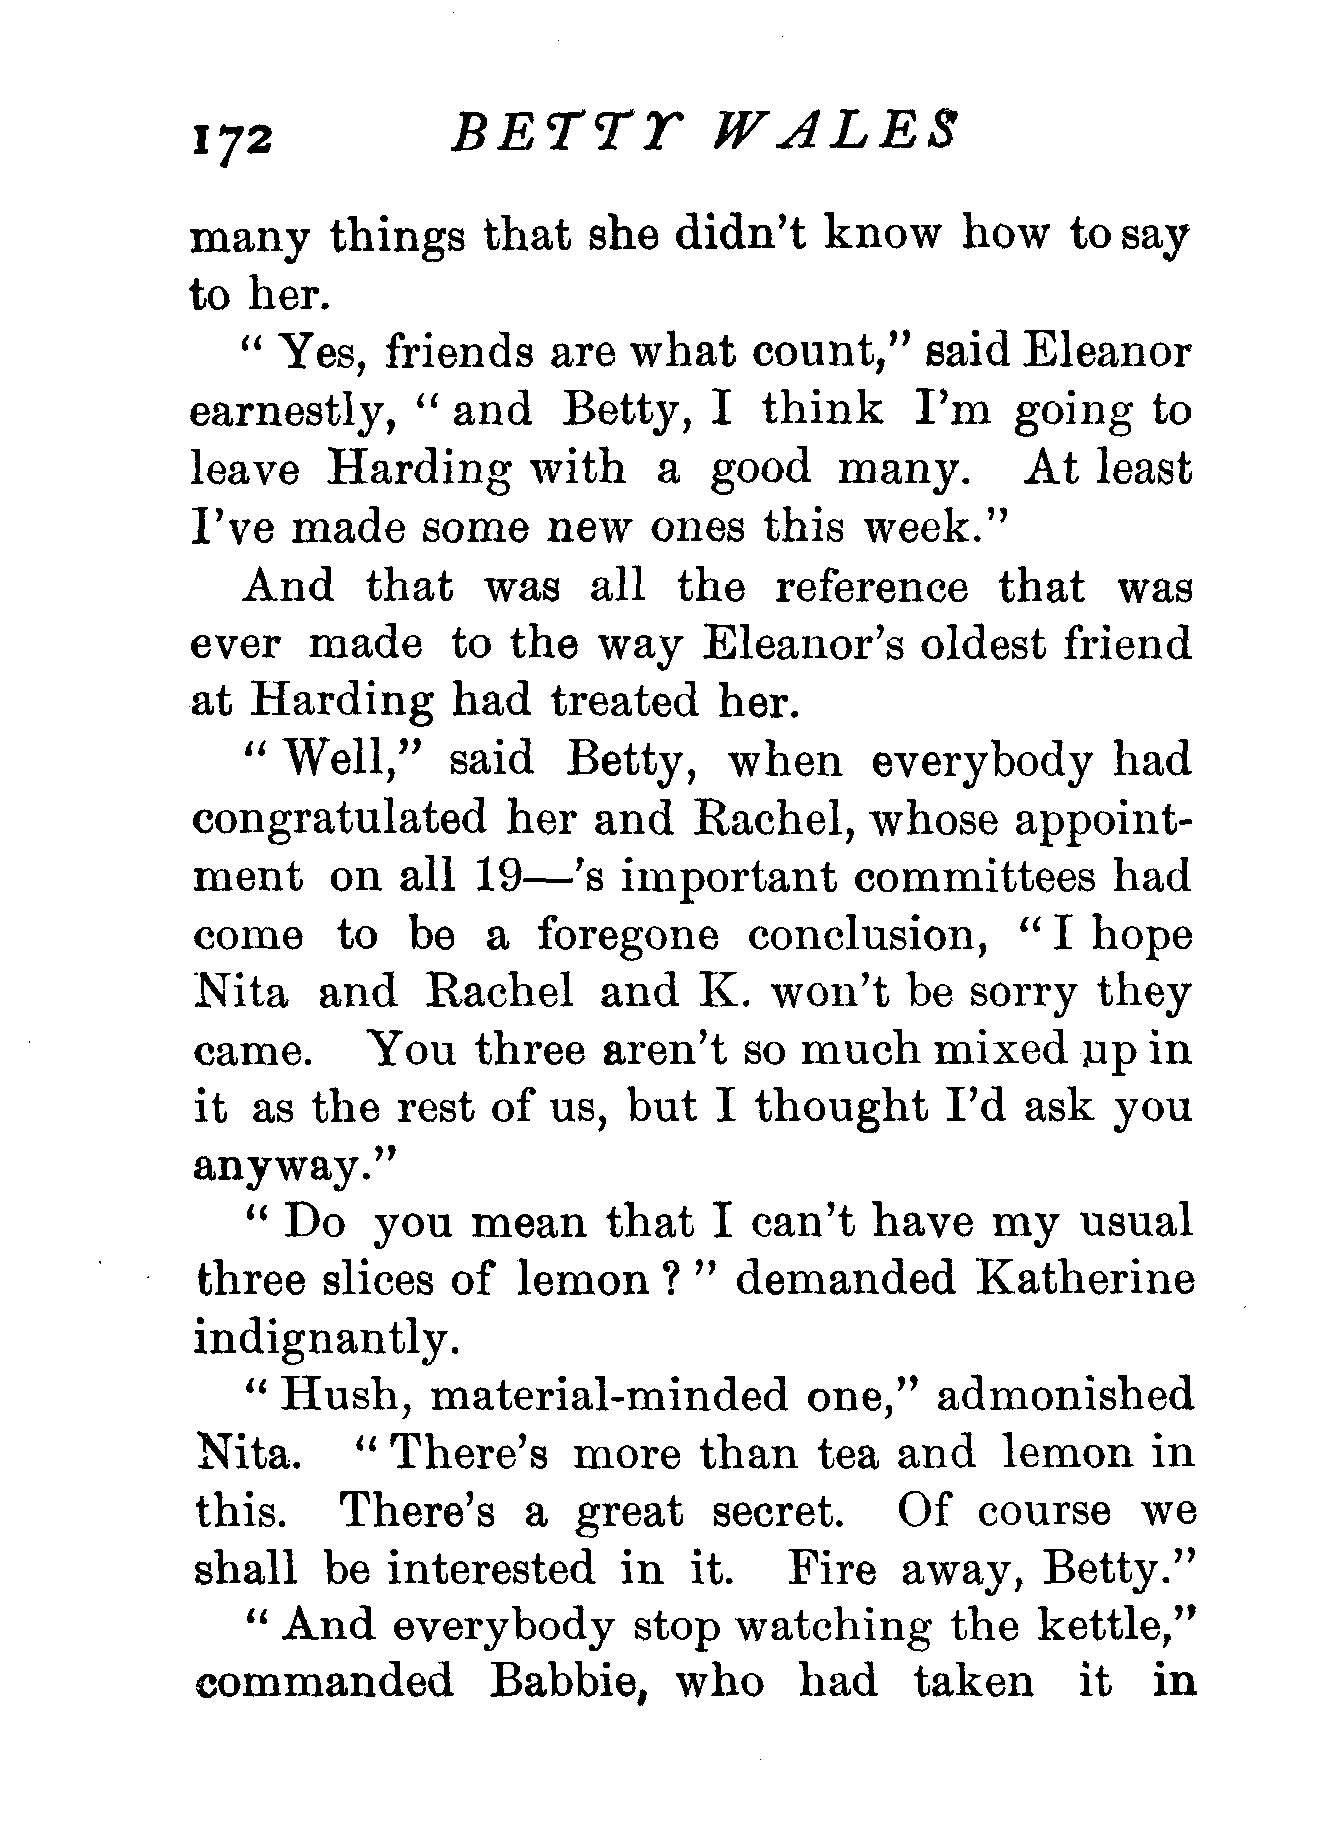 172 BETTY WALES
many things that she didn't know how to say
to her.
" Yes, friends are what count," said Eleanor
earnestly, " and Betty, I think I'm going to
leave Harding with a good many. At least
I've made some new ones this week."
And that was all the reference that was
ever made to the way Eleanor's oldest friend
at Harding had treated her.
" Well," said Betty, when everybody had
congratulated her and Rachel, whose appoint-
ment on all 19—'s important committees had
come to be a foregone conclusion, " I hope
Nita and Rachel and K. won't be sorry they
came. You three aren't so much mixed up in
it as the rest of us, but I thought I'd ask you
anyway."
" Do you mean that I can't have my usual
three slices of lemon ? " demanded Katherine
indignantly.
" Hush, material-minded one," admonished
Nita. " There's more than tea and lemon in
this. There's a great secret. Of course we
shall be interested in it. Fire away, Betty."
" And everybody stop watching the kettle,"
commanded Babbie, who had taken it in